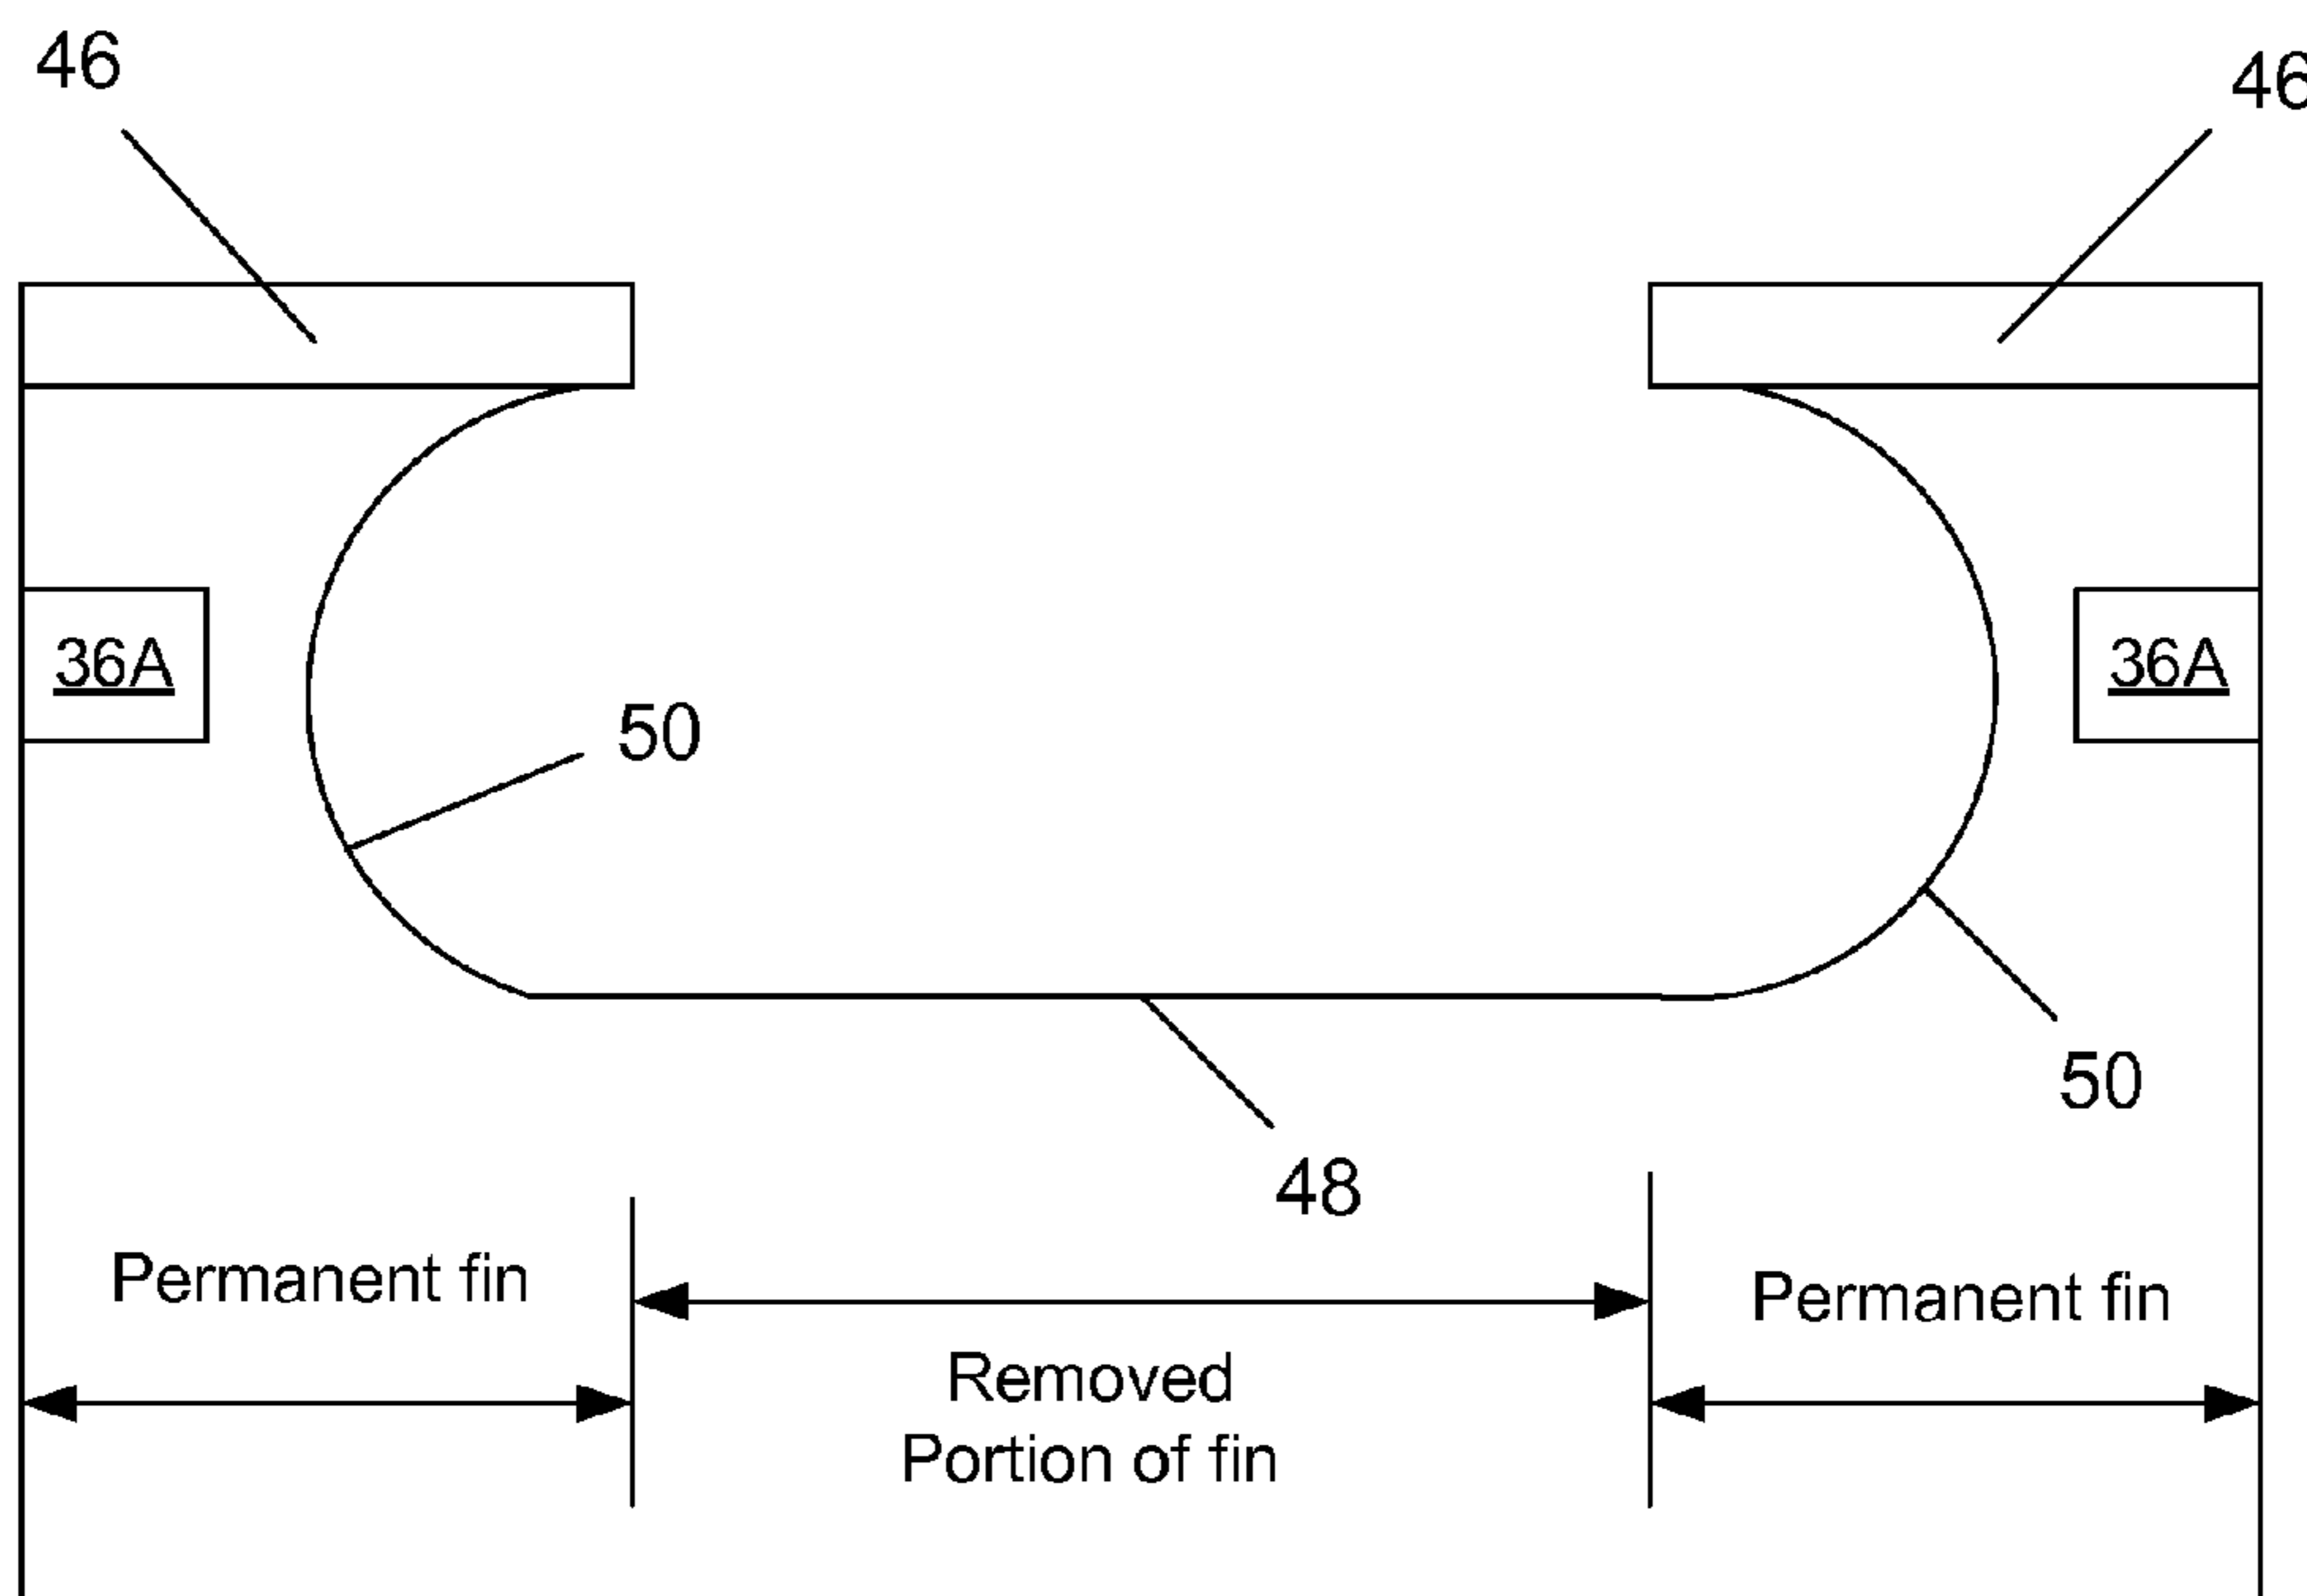 46
46
36A
36A
50
50
48
Permanent fin
Permanent fin
Removed
Portion of fin